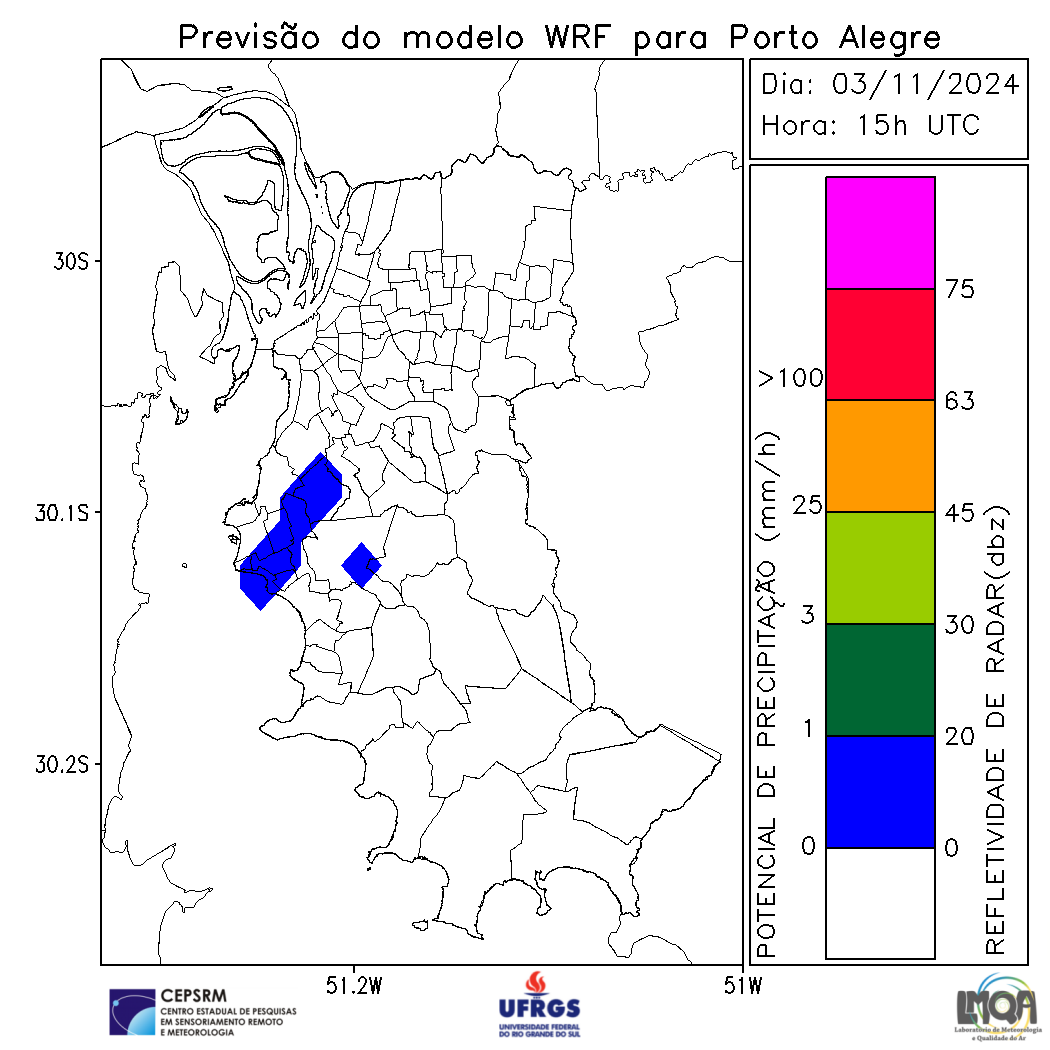 Previsão do modelo WRF para Porto Alegre
Dia: 03/11/2024
Hora: 15h UTC
30S
30.1S
30.2S
51.2W
51W
POTENCIAL DE PRECIPITAÇÃO (mm/h)
>100
25
3
1
0
75
63
45
30
20
0
REFLETIVIDADE DE RADAR(dbz)
CEPSRM
CENTRO ESTADUAL DE PESQUISAS
EM SENSORIAMENTO REMOTO
E METEOROLOGIA
UFRGS
UNIVERSIDADE FEDERAL
DO RIO GRANDE DO SUL
LMQA
Laboratório de Meteorologia
e Qualidade do Ar